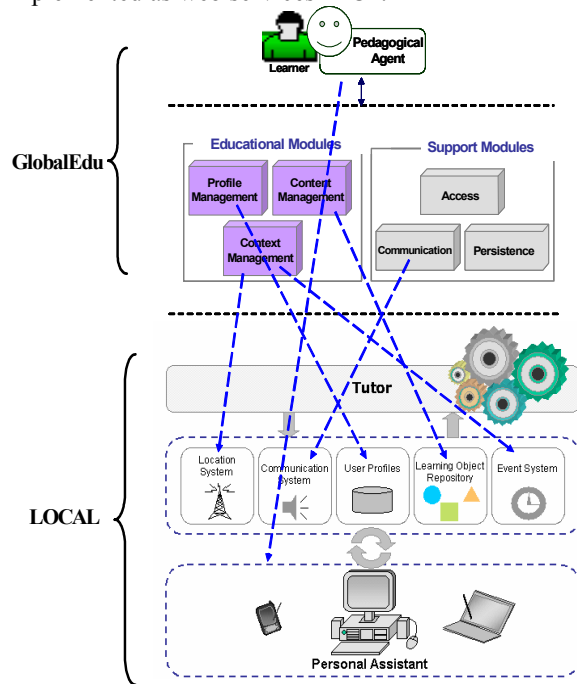 Pedagogical
Agent
Learner
GlobalEdu
Educational Modules
Support Modules
Profile
Management
Content
Management
Context
Management
Access
Communication
Persistence
LOCAL
Tutor
Location
System
Communication
System
User Profiles
Learning Object
Repository
Event System
Personal Assistant